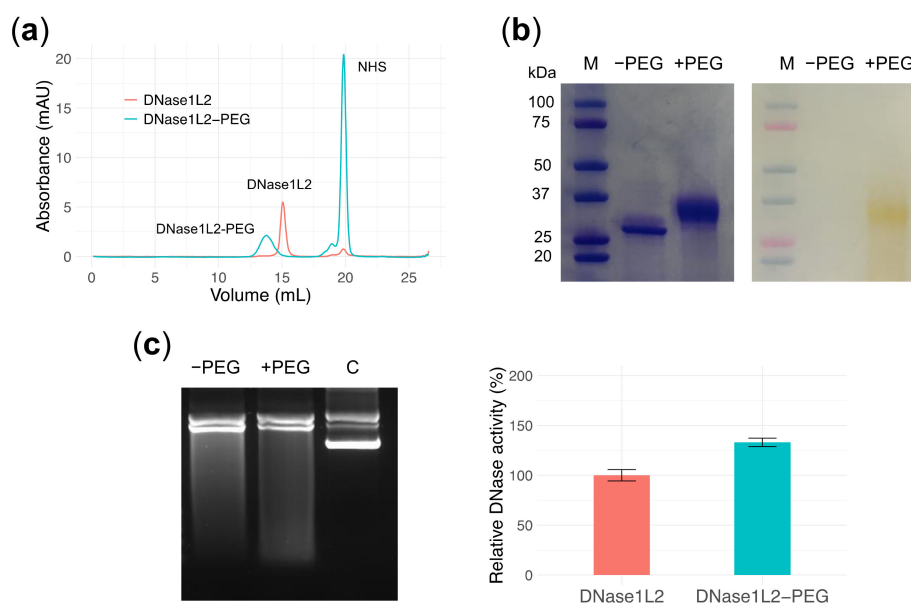 (a)
Absorbance (mAU)
20
15
10
5
0
DNase1L2
DNase1L2−PEG
NHS
DNase1L2
DNase1L2-PEG
0 5 10 15 20 25
Volume (mL)
(b)
kDa M −PEG +PEG M −PEG +PEG
100
75
50
37
25
20
(c)
−PEG +PEG C
Relative DNase activity (%)
200
150
100
50
0
DNase1L2 DNase1L2−PEG